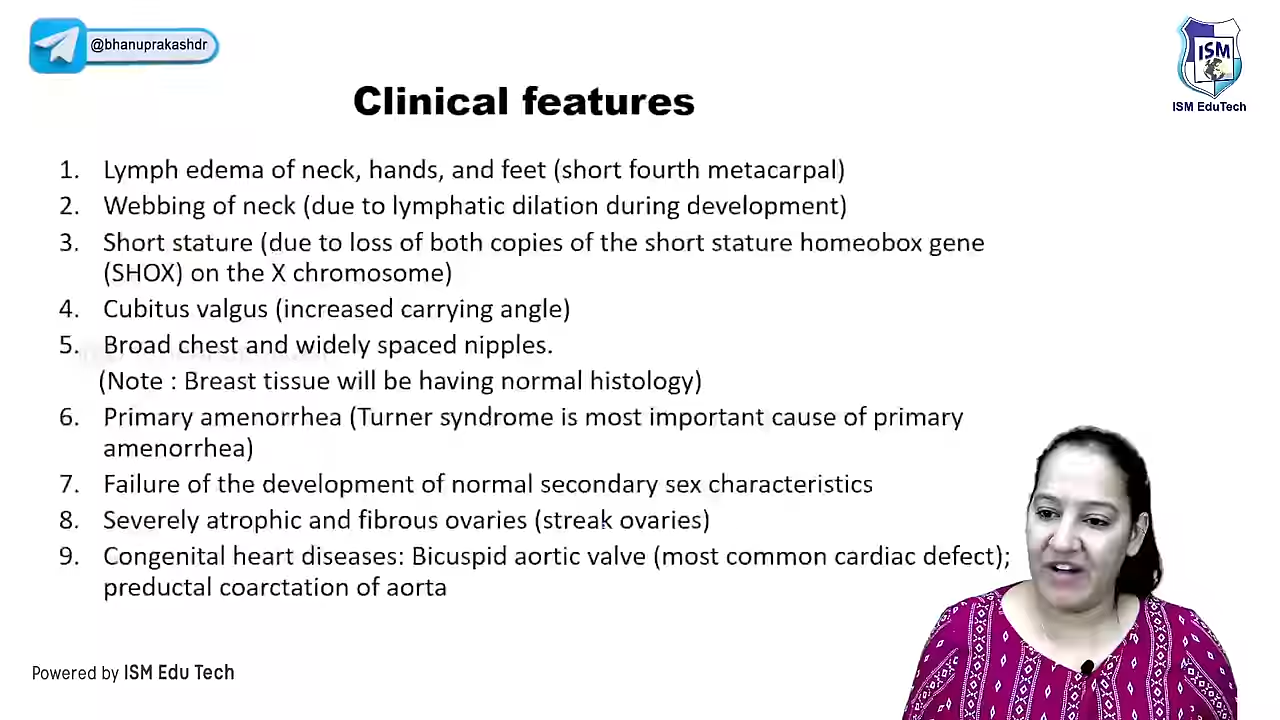 @bhanuprakashdr
ISM
ISM EduTech
Clinical features
1. Lymph edema of neck, hands, and feet (short fourth metacarpal)
2. Webbing of neck (due to lymphatic dilation during development)
3. Short stature (due to loss of both copies of the short stature homeobox gene
(SHOX) on the X chromosome)
4. Cubitus valgus (increased carrying angle)
5. Broad chest and widely spaced nipples.
(Note : Breast tissue will be having normal histology)
6. Primary amenorrhea (Turner syndrome is most important cause of primary
amenorrhea)
7. Failure of the development of normal secondary sex characteristics
8. Severely atrophic and fibrous ovaries (streak ovaries)
9. Congenital heart diseases: Bicuspid aortic valve (most common cardiac defect);
preductal coarctation of aorta
Powered by ISM Edu Tech